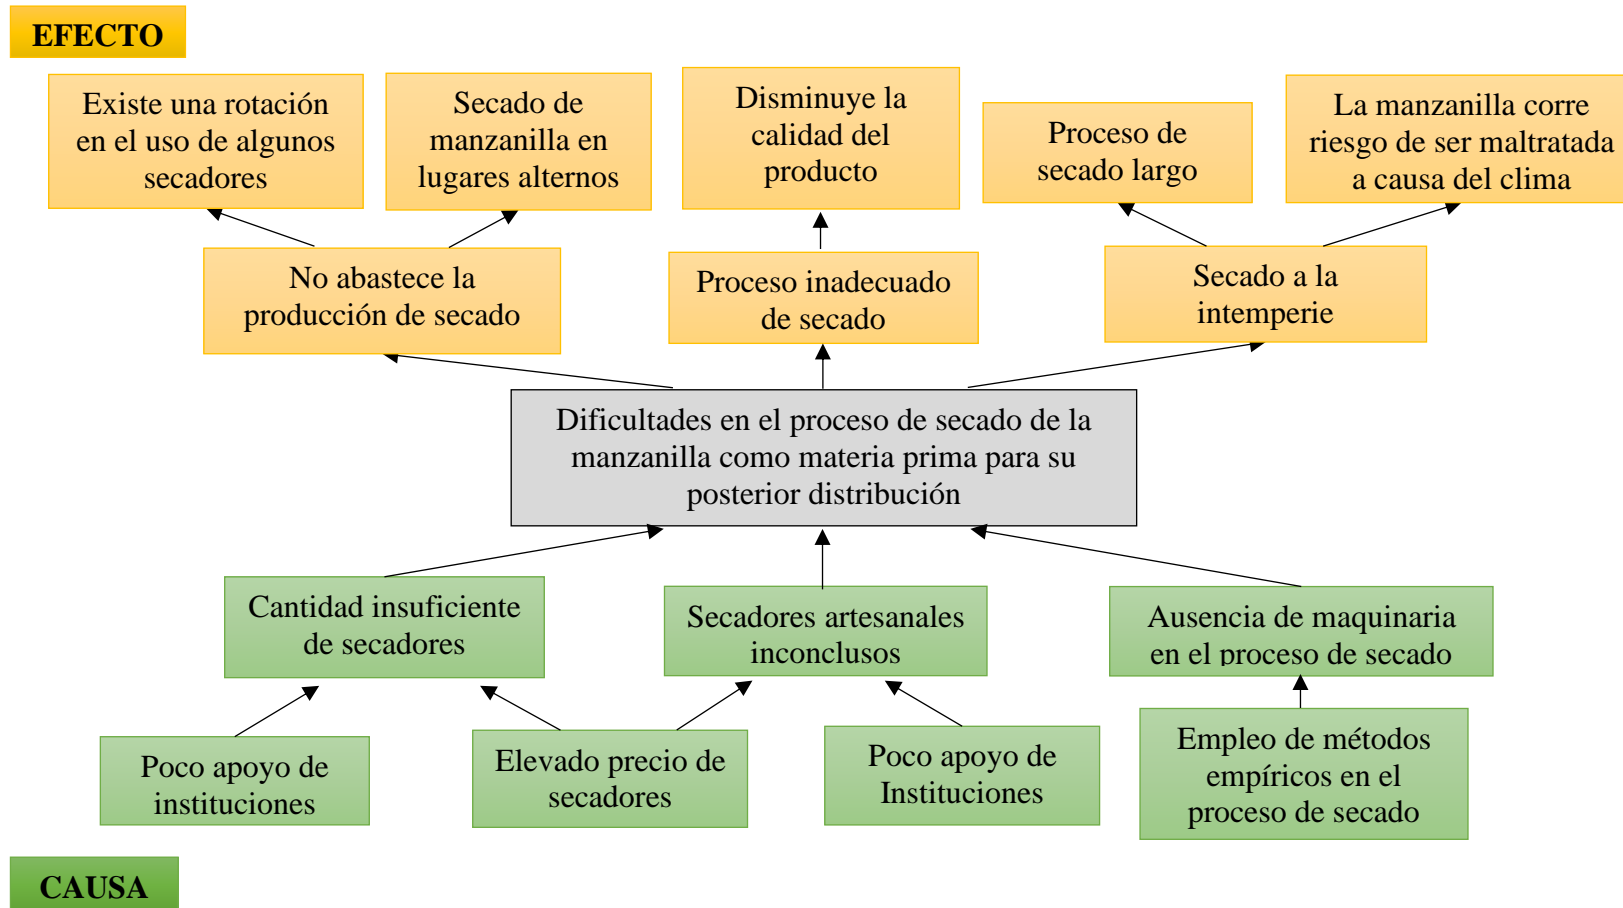 EFECTO
Existe una rotación
en el uso de algunos
secadores
Secado de
manzanilla en
lugares alternos
Disminuye la
calidad del
producto
Proceso de
secado largo
La manzanilla corre
riesgo de ser maltratada
a causa del clima
No abastece la
producción de secado
Proceso inadecuado
de secado
Secado a la
intemperie
Dificultades en el proceso de secado de la
manzanilla como materia prima para su
posterior distribución
Cantidad insuficiente
de secadores
Secadores artesanales
inconclusos
Ausencia de maquinaria
en el proceso de secado
Poco apoyo de
instituciones
Elevado precio de
secadores
Poco apoyo de
Instituciones
Empleo de métodos
empíricos en el
proceso de secado
CAUSA